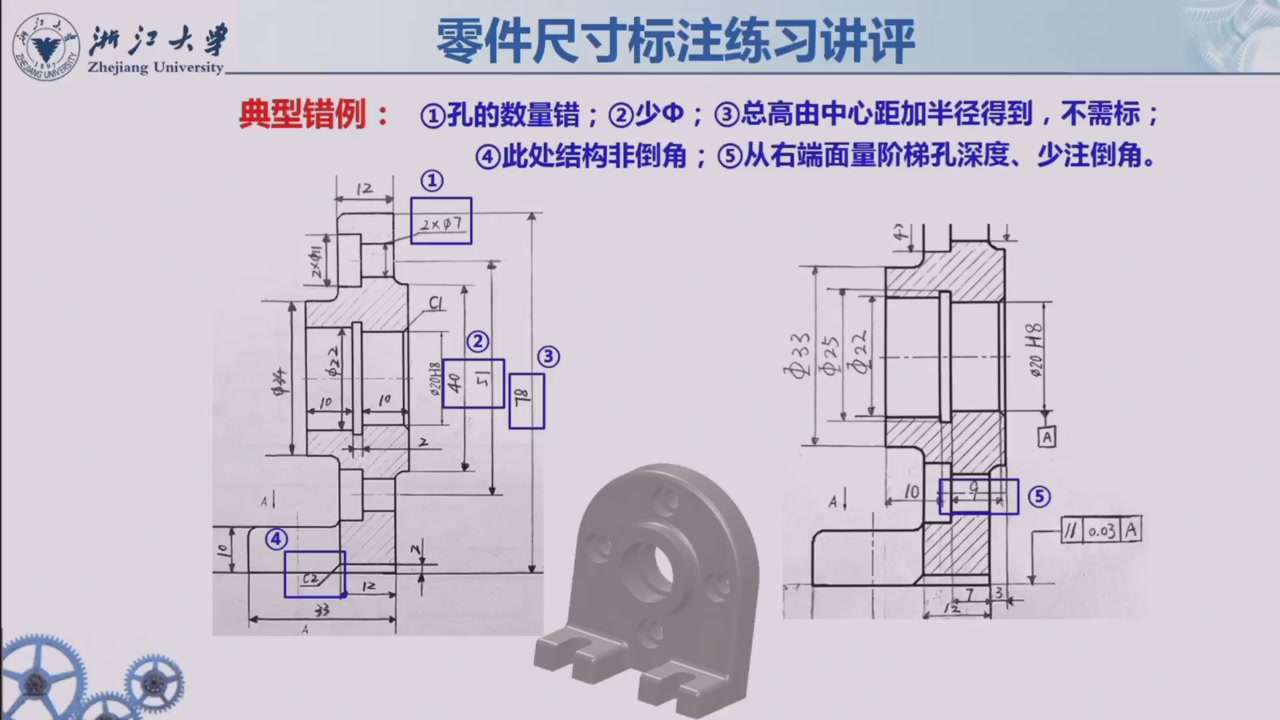 浙江大学
Zhejiang University
零件尺寸标注练习讲评
典型错例：
①孔的数量错；②少Φ；③总高由中心距加半径得到，不需标；
④此处结构非倒角；⑤从右端面量阶梯孔深度、少注倒角。
12
①
2×Φ7
2×Φ11
C1
②
③
Φ34
Φ22
Φ20H8
40
51
78
10
10
2
A
④
10
C2
12
2
33
A
Φ33
Φ25
Φ22
Φ20 H8
A
A
10
9
⑤
// 0.03 A
7
3
12